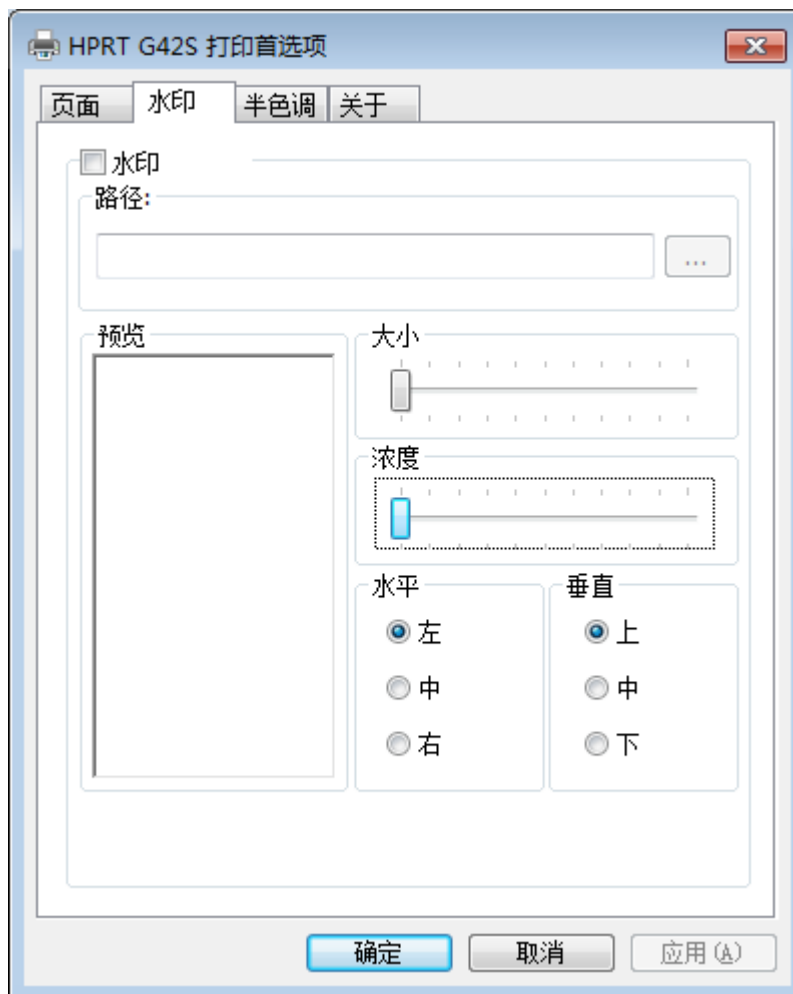 HPRT G42S 打印首选项
页面 水印 半色调 关于
水印
路径:
...
预览
大小
浓度
水平 垂直
左 上
中 中
右 下
确定 取消 应用(A)